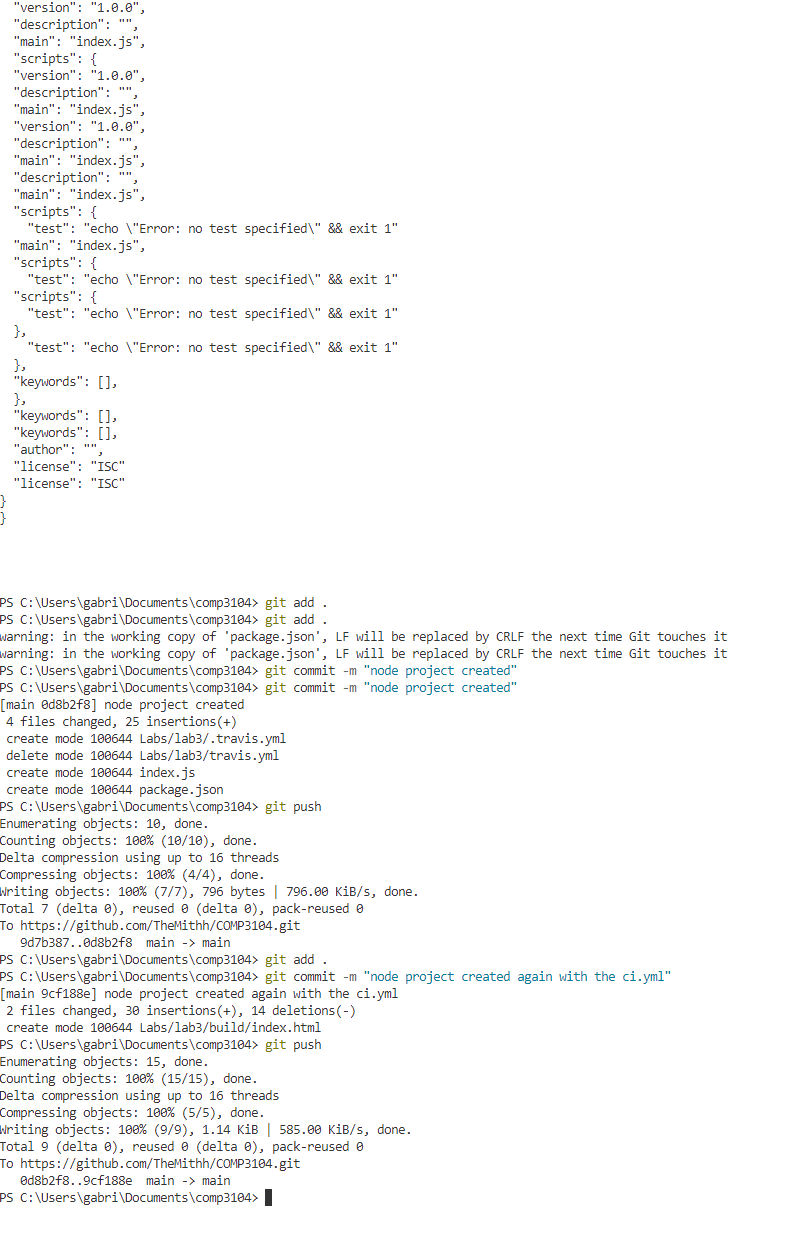 "version": "1.0.0",
"description": "",
"main": "index.js",
"scripts": {
"version": "1.0.0",
"description": "",
"main": "index.js",
"version": "1.0.0",
"description": "",
"main": "index.js",
"description": "",
"main": "index.js",
"scripts": {
"test": "echo \"Error: no test specified\" && exit 1"
"main": "index.js",
"scripts": {
"test": "echo \"Error: no test specified\" && exit 1"
"scripts": {
"test": "echo \"Error: no test specified\" && exit 1"
},
"test": "echo \"Error: no test specified\" && exit 1"
},
"keywords": [],
},
"keywords": [],
"keywords": [],
"author": "",
"license": "ISC"
"license": "ISC"
}
}
PS C:\Users\gabri\Documents\comp3104> git add .
PS C:\Users\gabri\Documents\comp3104> git add .
warning: in the working copy of 'package.json', LF will be replaced by CRLF the next time Git touches it
warning: in the working copy of 'package.json', LF will be replaced by CRLF the next time Git touches it
PS C:\Users\gabri\Documents\comp3104> git commit -m "node project created"
PS C:\Users\gabri\Documents\comp3104> git commit -m "node project created"
[main 0d8b2f8] node project created
4 files changed, 25 insertions(+)
create mode 100644 Labs/lab3/.travis.yml
delete mode 100644 Labs/lab3/travis.yml
create mode 100644 index.js
create mode 100644 package.json
PS C:\Users\gabri\Documents\comp3104> git push
Enumerating objects: 10, done.
Counting objects: 100% (10/10), done.
Delta compression using up to 16 threads
Compressing objects: 100% (4/4), done.
Writing objects: 100% (7/7), 796 bytes | 796.00 KiB/s, done.
Total 7 (delta 0), reused 0 (delta 0), pack-reused 0
To https://github.com/TheMithh/COMP3104.git
9d7b387..0d8b2f8  main -> main
PS C:\Users\gabri\Documents\comp3104> git add .
PS C:\Users\gabri\Documents\comp3104> git commit -m "node project created again with the ci.yml"
[main 9cf188e] node project created again with the ci.yml
2 files changed, 30 insertions(+), 14 deletions(-)
create mode 100644 Labs/lab3/build/index.html
PS C:\Users\gabri\Documents\comp3104> git push
Enumerating objects: 15, done.
Counting objects: 100% (15/15), done.
Delta compression using up to 16 threads
Compressing objects: 100% (5/5), done.
Writing objects: 100% (9/9), 1.14 KiB | 585.00 KiB/s, done.
Total 9 (delta 0), reused 0 (delta 0), pack-reused 0
To https://github.com/TheMithh/COMP3104.git
0d8b2f8..9cf188e  main -> main
PS C:\Users\gabri\Documents\comp3104>